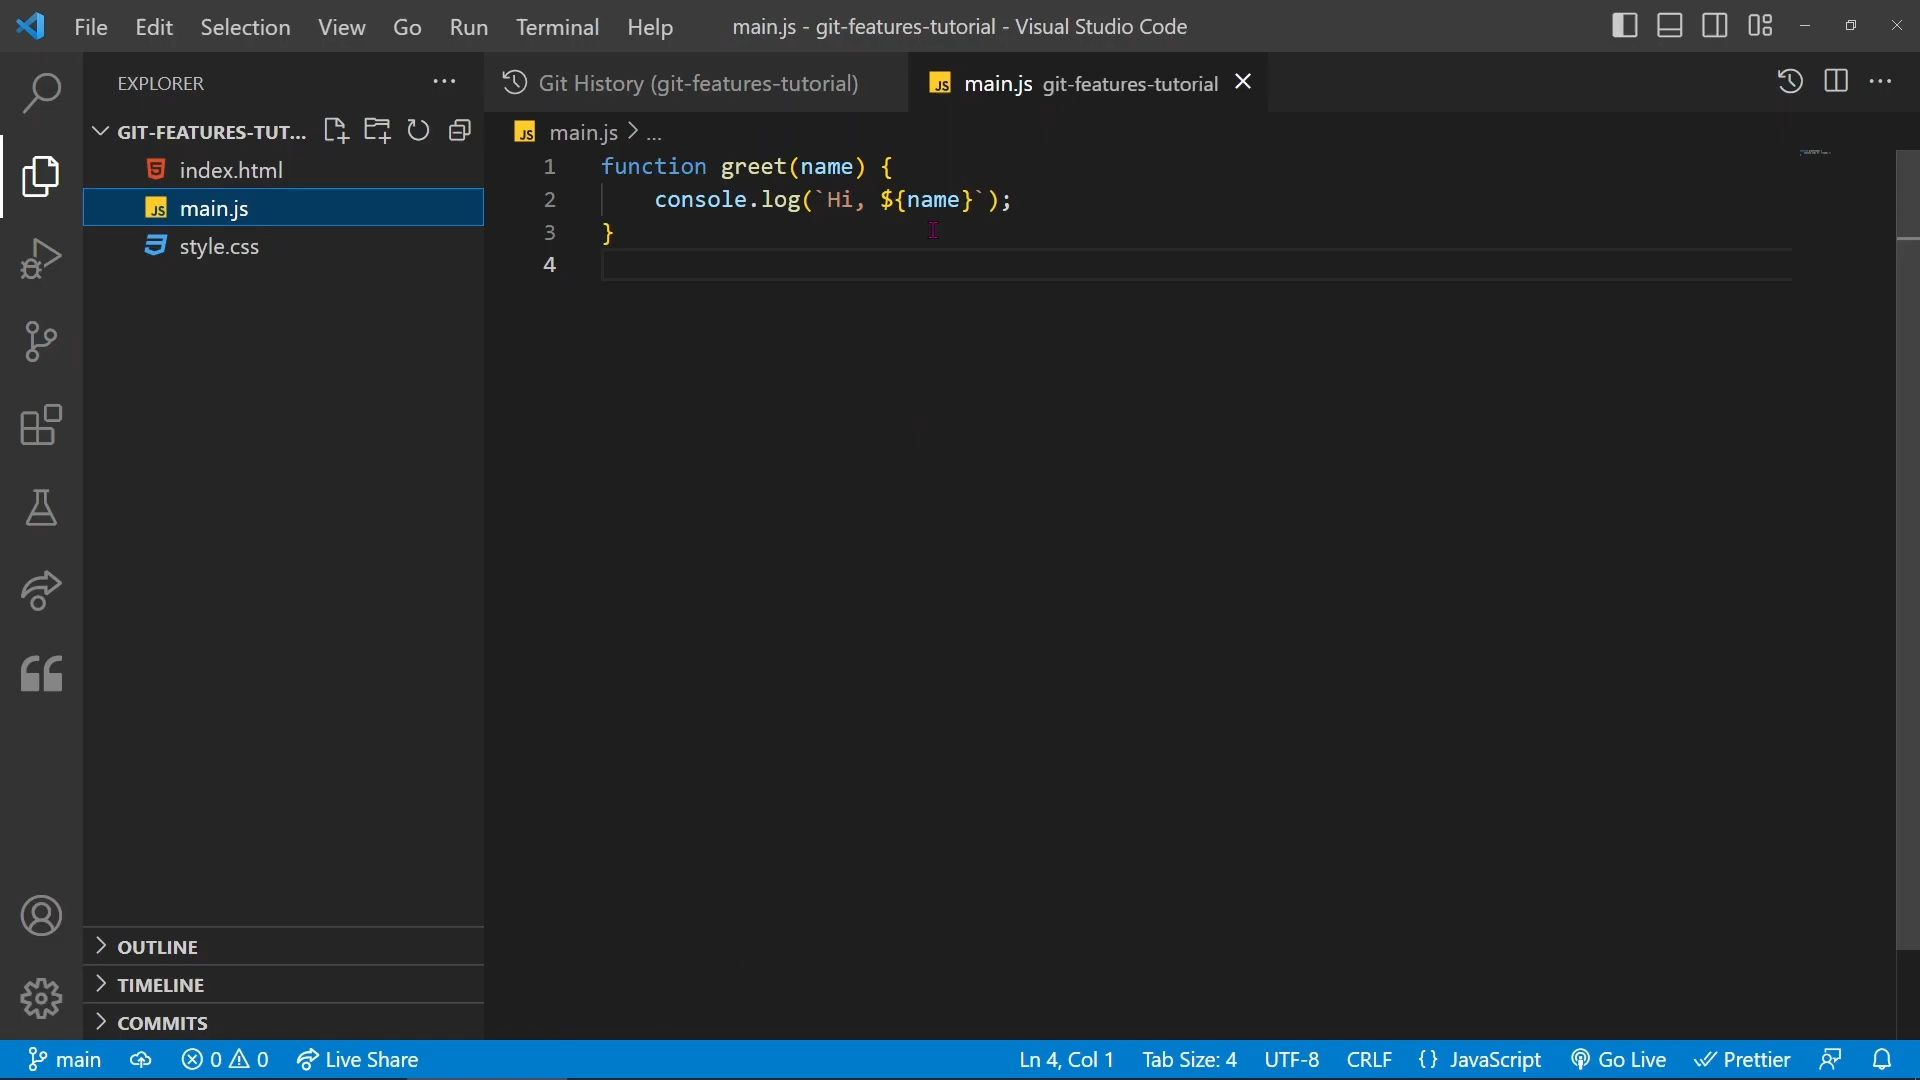 File Edit Selection View Go Run Terminal Help
main.js - git-features-tutorial - Visual Studio Code
EXPLORER
GIT-FEATURES-TUT...
index.html
JS main.js
style.css
OUTLINE
TIMELINE
COMMITS
Git History (git-features-tutorial)
JS main.js git-features-tutorial
JS main.js > ...
1 function greet(name) {
2     console.log(`Hi, ${name}`);
3 }
4
main 0 0 Live Share
Ln 4, Col 1 Tab Size: 4 UTF-8 CRLF {} JavaScript Go Live Prettier